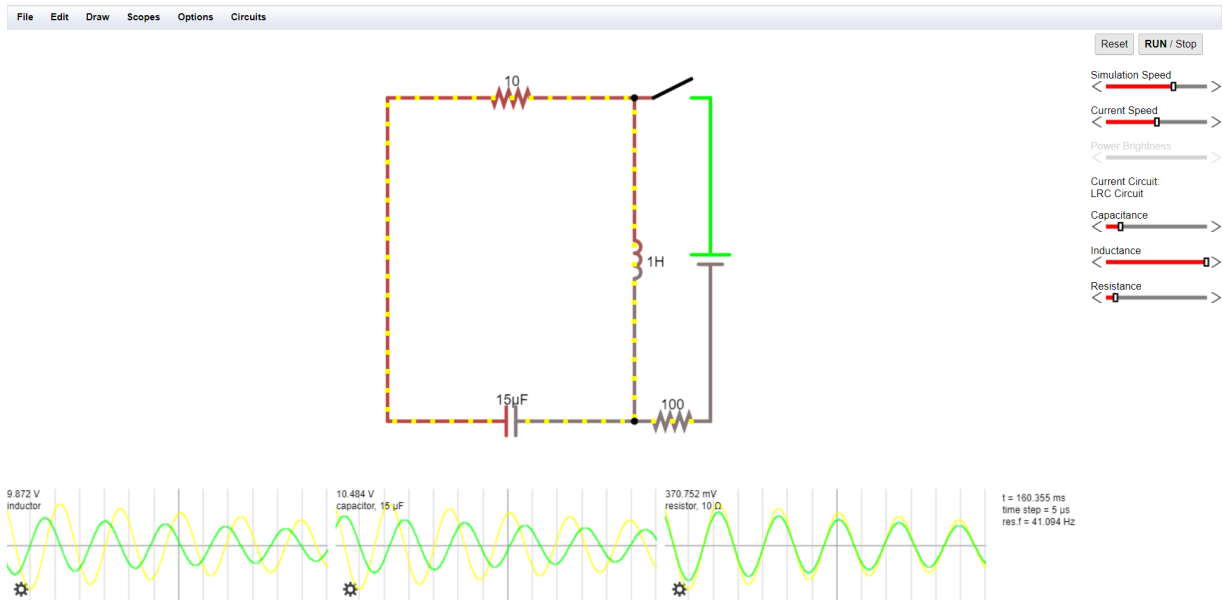 File Edit Draw Scopes Options Circuits
Reset RUN / Stop
Simulation Speed
Current Speed
Power Brightness
Current Circuit:
LRC Circuit
Capacitance
Inductance
Resistance
10
1H
15µF
100
9.872 V
inductor
10.484 V
capacitor, 15 µF
370.752 mV
resistor, 10 Ω
t = 160.355 ms
time step = 5 µs
res.f = 41.094 Hz